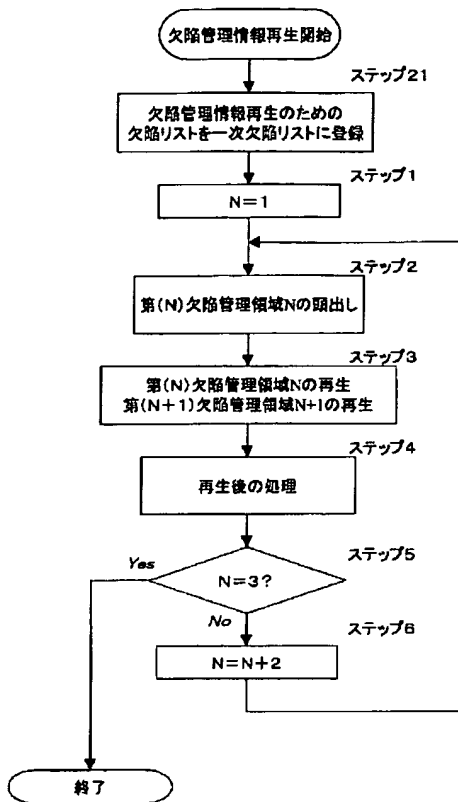 欠陥管理情報再生開始
ステップ21
欠陥管理情報再生のための
欠陥リストを一次欠陥リストに登録
ステップ1
N=1
ステップ2
第(N)欠陥管理領域Nの頭出し
ステップ3
第(N)欠陥管理領域Nの再生
第(N+1)欠陥管理領域N+1の再生
ステップ4
再生後の処理
ステップ5
Yes
N=3?
No
ステップ6
N=N+2
終了